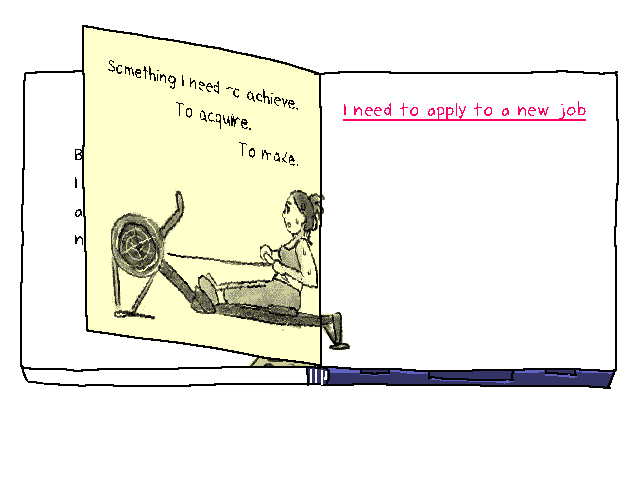 Something I need to achieve.
To acquire.
To make.
B
I
a
n
I need to apply to a new job